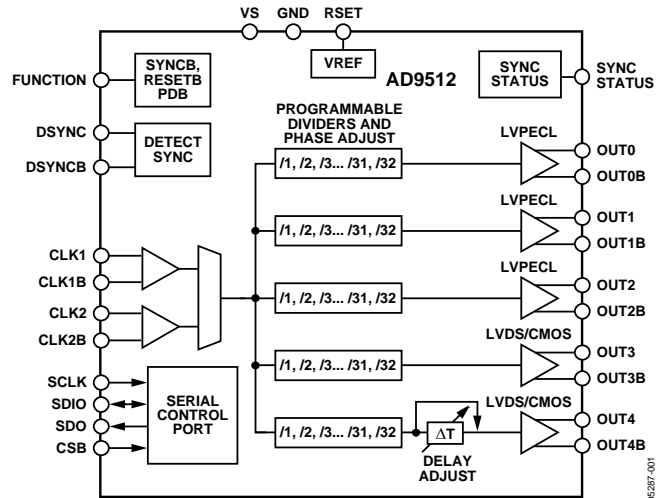 VS GND RSET
VREF
AD9512
FUNCTION
SYNCB,
RESETB
PDB
SYNC
STATUS
SYNC
STATUS
DSYNC
DSYNCB
DETECT
SYNC
PROGRAMMABLE
DIVIDERS AND
PHASE ADJUST
/1, /2, /3... /31, /32
LVPECL
OUT0
OUT0B
/1, /2, /3... /31, /32
LVPECL
OUT1
OUT1B
CLK1
CLK1B
CLK2
CLK2B
/1, /2, /3... /31, /32
LVPECL
OUT2
OUT2B
/1, /2, /3... /31, /32
LVDS/CMOS
OUT3
OUT3B
SCLK
SDIO
SDO
CSB
SERIAL
CONTROL
PORT
/1, /2, /3... /31, /32
ΔT
DELAY
ADJUST
LVDS/CMOS
OUT4
OUT4B